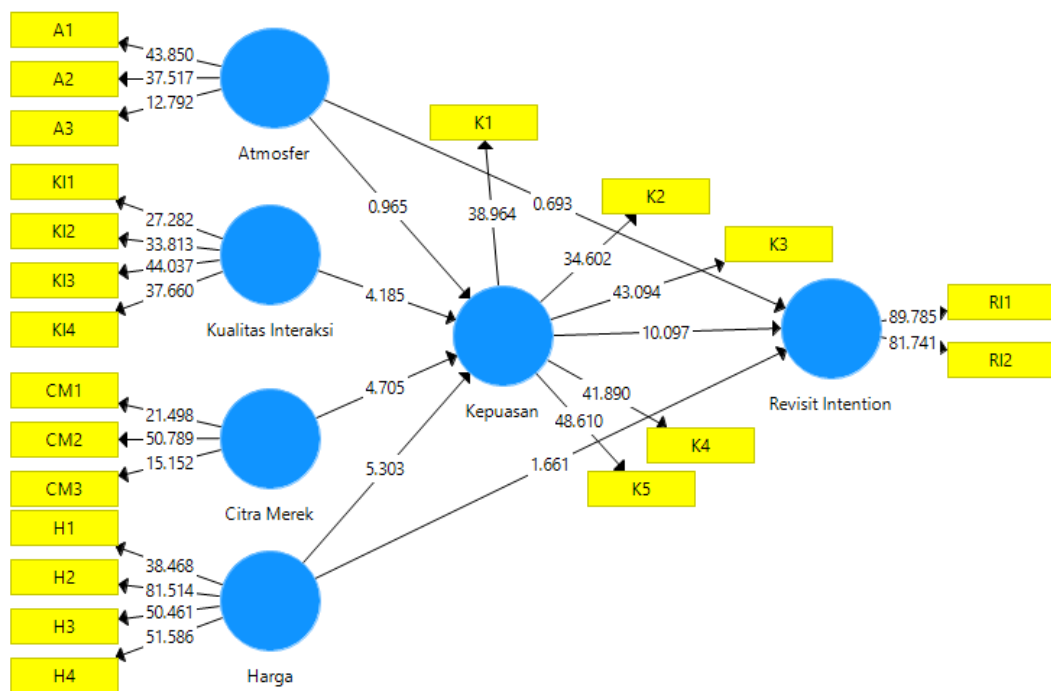 A1
43.850
A2
37.517
A3
12.792
Atmosfer
K1
KI1
0.965
38.964
0.693
K2
KI2
27.282
33.813
34.602
K3
KI3
44.037
43.094
37.660
4.185
KI4
Kualitas Interaksi
10.097
RI1
89.785
81.741
RI2
CM1
4.705
Kepuasan
41.890
Revisit Intention
21.498
CM2
50.789
48.610
K4
15.152
CM3
5.303
1.661
K5
Citra Merek
H1
38.468
H2
81.514
H3
50.461
51.586
H4
Harga